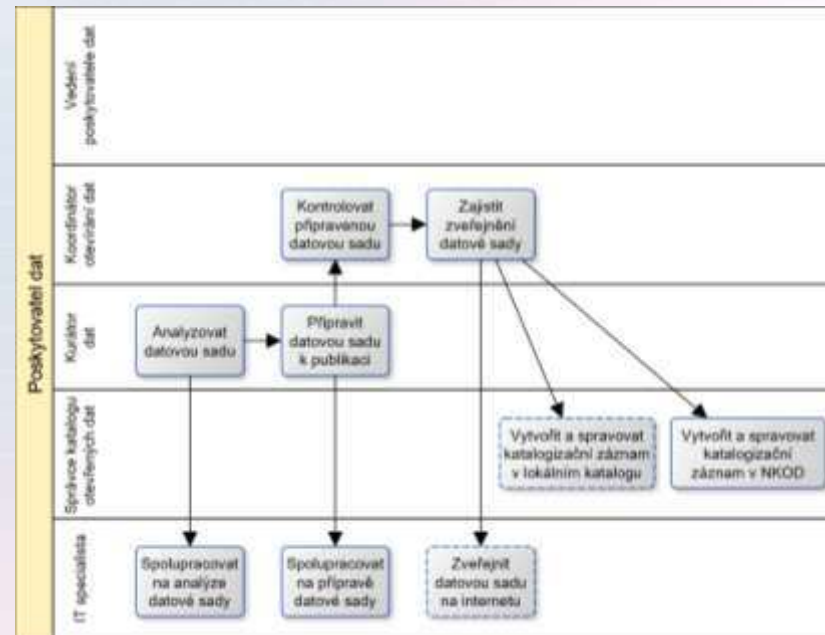 Poskytovatel dat
Vedení
poskytovatele dat
Koordinátor
otevírání dat
Kontrolovat
připravenou
datovou sadu
Zajistit
zveřejnění
datové sady
Kurátor
dat
Analyzovat
datovou sadu
Připravit
datovou sadu
k publikaci
Správce katalogu
otevřených dat
Vytvořit a spravovat
katalogizační záznam
v lokálním katalogu
Vytvořit a spravovat
katalogizační
záznam v NKOD
IT specialista
Spolupracovat
na analýze
datové sady
Spolupracovat
na přípravě
datové sady
Zveřejnit
datovou sadu
na internetu